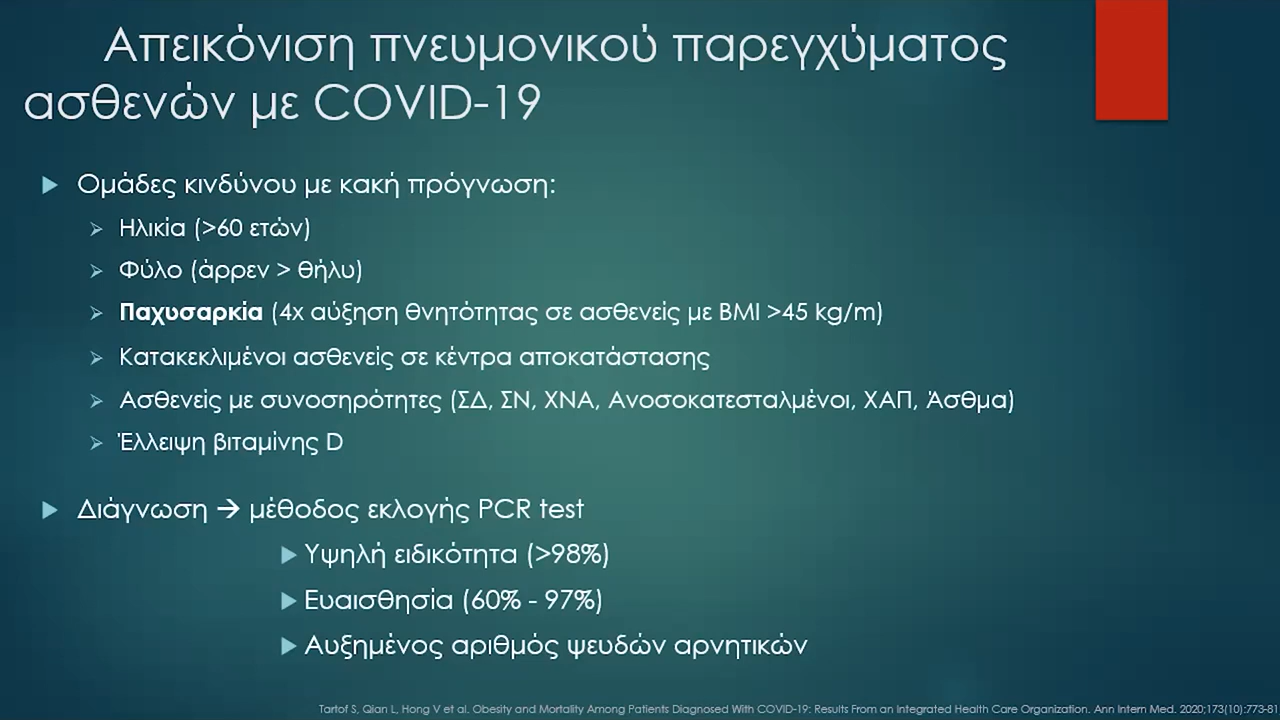 Απεικόνιση πνευμονικού παρεγχύματος
ασθενών με COVID-19
Ομάδες κινδύνου με κακή πρόγνωση:
Ηλικία (>60 ετών)
Φύλο (άρρεν > θήλυ)
Παχυσαρκία (4x αύξηση θνητότητας σε ασθενείς με BMI >45 kg/m)
Κατακεκλιμένοι ασθενείς σε κέντρα αποκατάστασης
Ασθενείς με συνοσηρότητες (ΣΔ, ΣΝ, ΧΝΑ, Ανοσοκατεσταλμένοι, ΧΑΠ, Άσθμα)
Έλλειψη βιταμίνης D
Διάγνωση → μέθοδος εκλογής PCR test
Υψηλή ειδικότητα (>98%)
Ευαισθησία (60% - 97%)
Αυξημένος αριθμός ψευδών αρνητικών
Tartof S, Qian L, Hong V et al. Obesity and Mortality Among Patients Diagnosed With COVID-19: Results From an Integrated Health Care Organization. Ann Intern Med. 2020;173(10):773-81